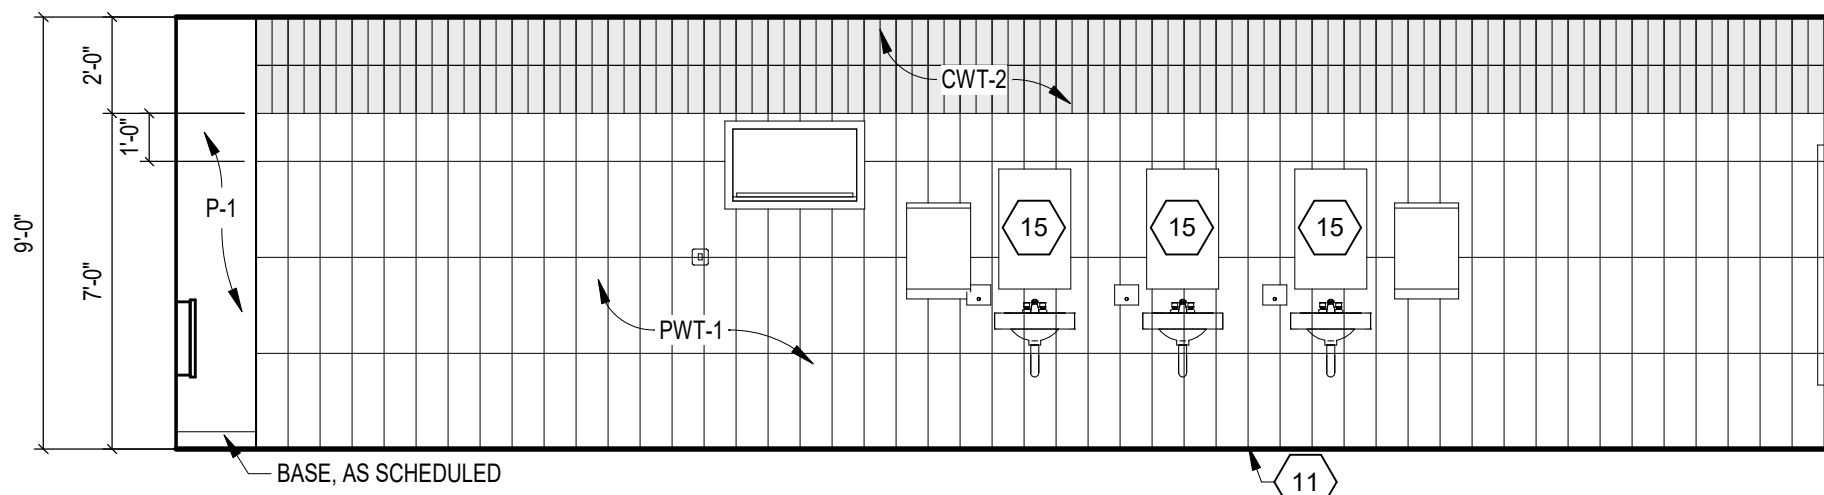 2'-0"
CWT-2
1'-0"
9'-0"
P-1
15
15
15
7'-0"
PWT-1
BASE, AS SCHEDULED
11